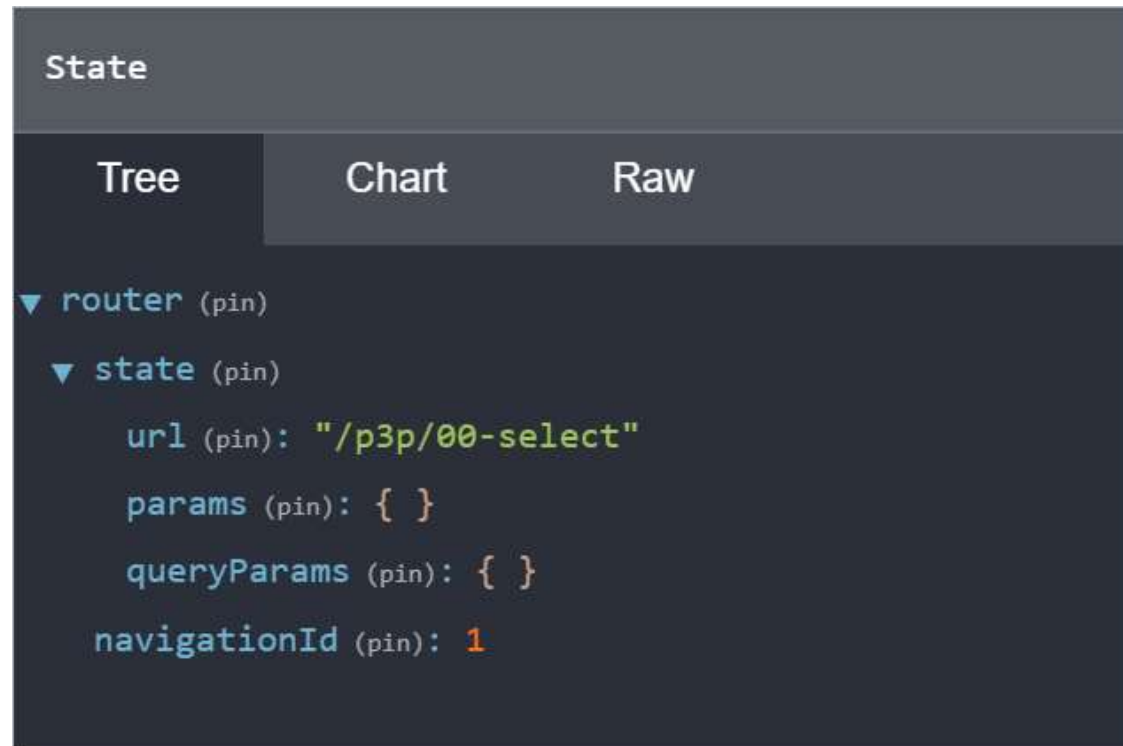 State
Tree Chart Raw
▼ router (pin)
▼ state (pin)
url (pin): "/p3p/00-select"
params (pin): { }
queryParams (pin): { }
navigationId (pin): 1